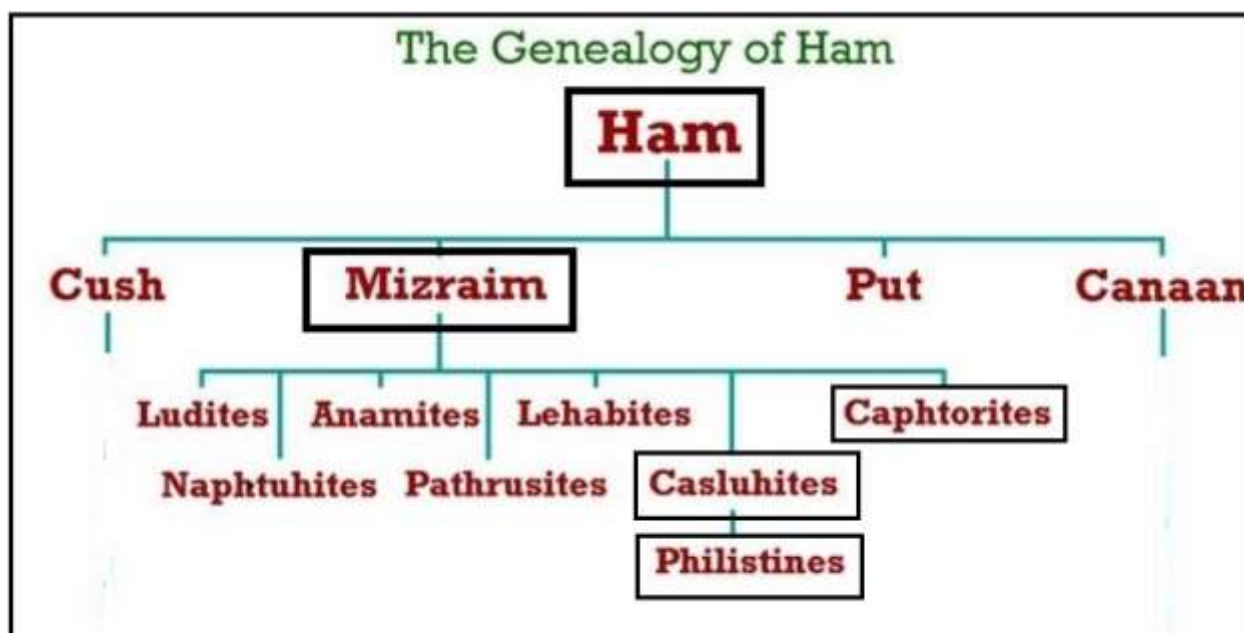 The Genealogy of Ham
Ham
Cush Mizraim Put Canaan
Ludites Anamites Lehabites Caphtorites
Naphtuhites Pathrusites Casluhites
Philistines